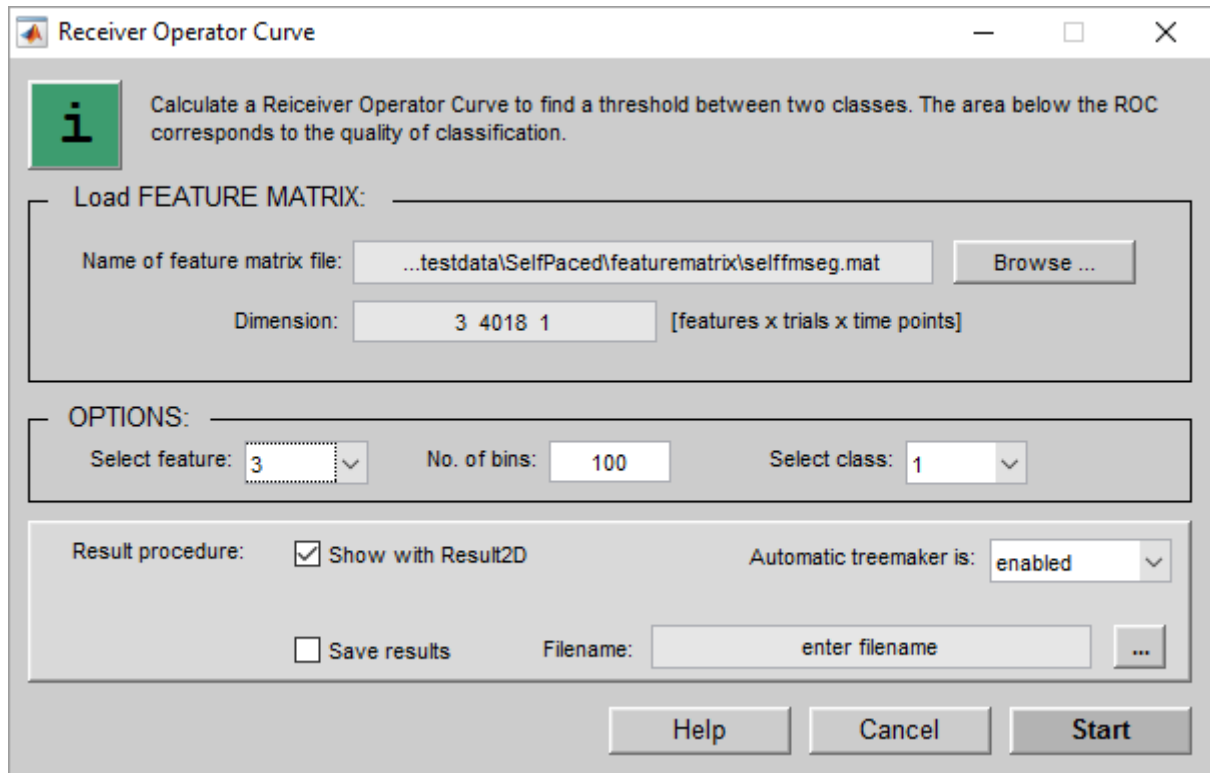 Receiver Operator Curve
i
Calculate a Reiceiver Operator Curve to find a threshold between two classes. The area below the ROC
corresponds to the quality of classification.
Load FEATURE MATRIX:
Name of feature matrix file: ...testdata\SelfPaced\featurematrix\selffmseg.mat Browse ...
Dimension: 3 4018 1 [features x trials x time points]
OPTIONS:
Select feature: 3 No. of bins: 100 Select class: 1
Result procedure: Show with Result2D Automatic treemaker is: enabled
Save results Filename: enter filename ...
Help Cancel Start